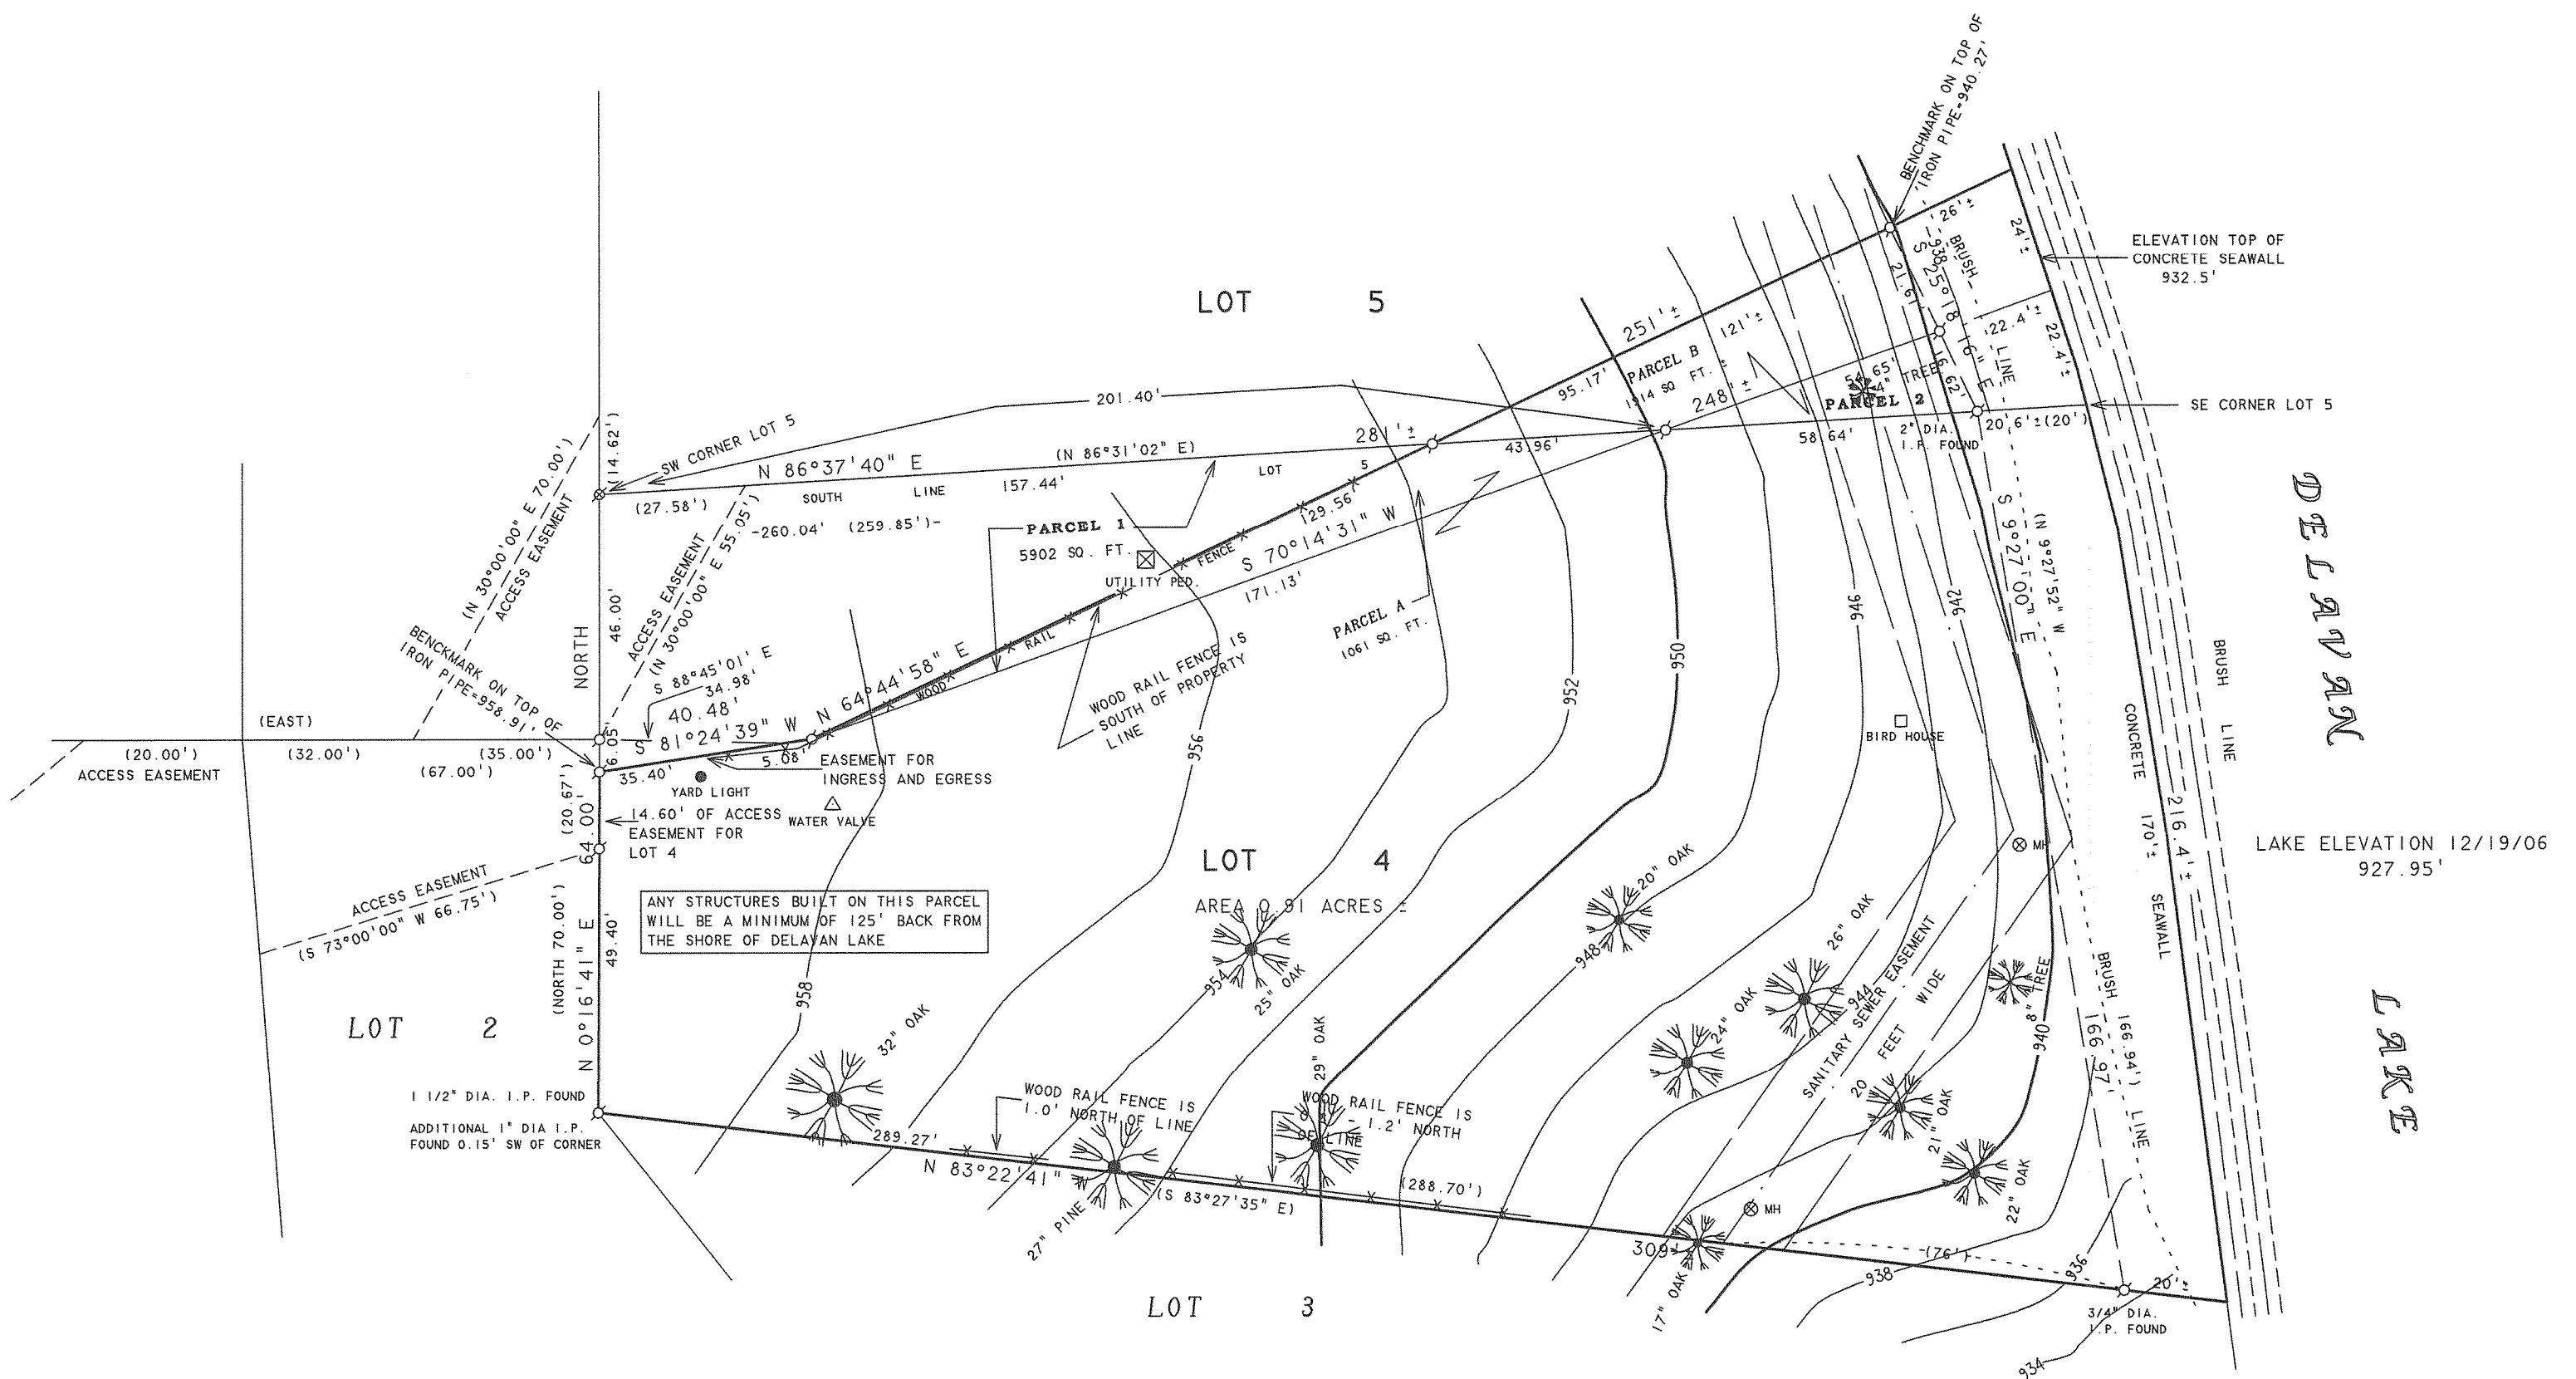 BENCHMARK ON TOP OF
IRON PIPE=940.27'
26'±
24'±
ELEVATION TOP OF
CONCRETE SEAWALL
932.5'
938
BRUSH
LINE
S 25°18'16" E
21.61
16.62'
22.4'±
22.4'±
LOT 5
251'±
121'±
PARCEL B
1914 SQ. FT. ±
95.17'
248'±
54.65'
4" TREE
PARCEL 2
SE CORNER LOT 5
201.40'
281'±
43.96'
58.64'
2" DIA.
I.P. FOUND
20.6'±(20')
(14.62')
SW CORNER LOT 5
N 86°37'40" E
(N 86°31'02" E)
(27.58')
SOUTH LINE
157.44'
LOT 5
-260.04' (259.85')-
PARCEL 1
5902 SQ. FT.
UTILITY PED.
129.56'
FENCE
RAIL
WOOD
S 70°14'31" W
171.13'
PARCEL A
1061 SQ. FT.
(N 30°00'00" E 70.00')
ACCESS EASEMENT
ACCESS EASEMENT
(N 30°00'00" E 55.05')
NORTH
46.00'
BENCKMARK ON TOP OF
IRON PIPE=958.91'
S 88°45'01' E
34.98'
40.48'
S 81°24'39" W
N 64°44'58" E
WOOD RAIL FENCE IS
SOUTH OF PROPERTY
LINE
(EAST)
(20.00')
(32.00')
(35.00')
ACCESS EASEMENT
(67.00')
6.05'
35.40'
5.08'
EASEMENT FOR
INGRESS AND EGRESS
YARD LIGHT
WATER VALVE
14.60' OF ACCESS
EASEMENT FOR
LOT 4
(20.67')
64.00'
ACCESS EASEMENT
(S 73°00'00" W 66.75')
(NORTH 70.00')
N 0°16'41" E
49.40'
ANY STRUCTURES BUILT ON THIS PARCEL
WILL BE A MINIMUM OF 125' BACK FROM
THE SHORE OF DELAVAN LAKE
LOT 4
AREA 0.91 ACRES ±
956
952
950
946
942
BIRD HOUSE
S 9°27'00" E
(N 9°27'52" W
166.94')
166.97'
MH
BRUSH LINE
CONCRETE SEAWALL
170'±
216.4'±
BRUSH LINE
DELAVAN
LAKE
LAKE ELEVATION 12/19/06
927.95'
LOT 2
958
954
948
944
940
32" OAK
25" OAK
20" OAK
29" OAK
24" OAK
26" OAK
8" TREE
21" OAK
22" OAK
17" OAK
27" PINE
SANITARY SEWER EASEMENT
20 FEET WIDE
1 1/2" DIA. I.P. FOUND
ADDITIONAL 1" DIA I.P.
FOUND 0.15' SW OF CORNER
WOOD RAIL FENCE IS
1.0' NORTH OF LINE
WOOD RAIL FENCE IS
- 1.2' NORTH
OF LINE
289.27'
N 83°22'41" W
(S 83°27'35" E)
(288.70')
309
MH
(76')
938
936
20'±
3/4" DIA.
I.P. FOUND
934
LOT 3